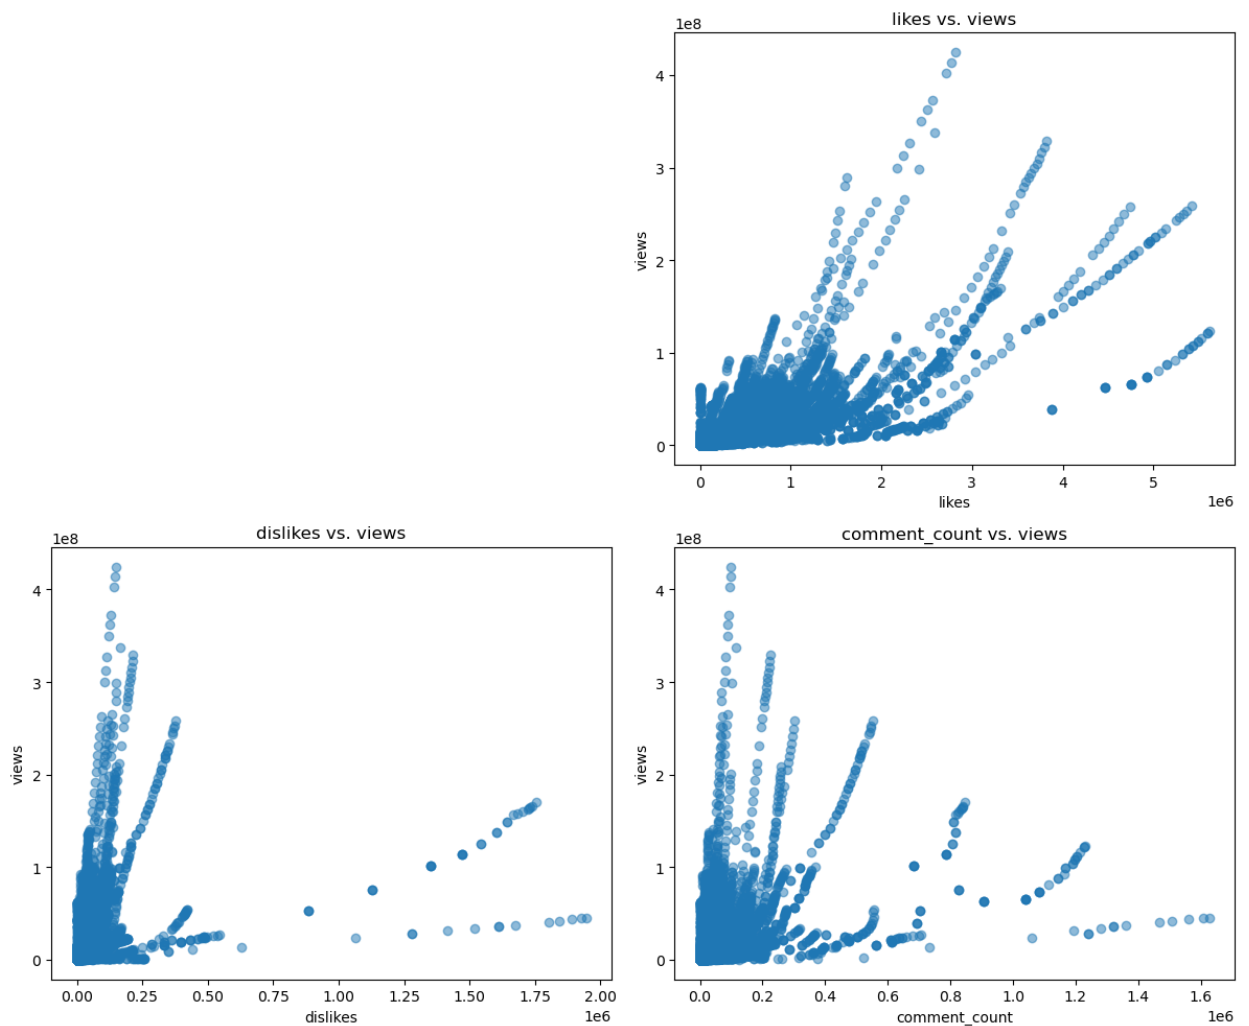 likes vs. views
1e8
4
3
2
1
0
views
0 1 2 3 4 5
1e6
likes
dislikes vs. views
1e8
4
3
2
1
0
views
0.00 0.25 0.50 0.75 1.00 1.25 1.50 1.75 2.00
1e6
dislikes
comment_count vs. views
1e8
4
3
2
1
0
views
0.0 0.2 0.4 0.6 0.8 1.0 1.2 1.4 1.6
1e6
comment_count